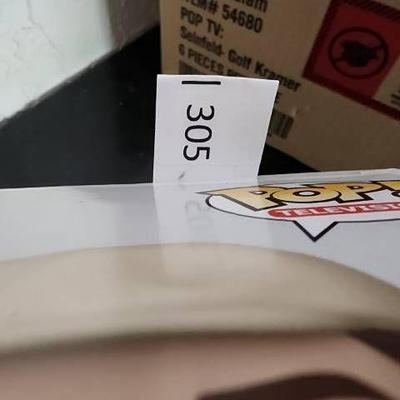 ITEM# 54680
POP TV:
Seinfeld- Golf Kramer
6 PIECES
305
POP!
TELEVISION